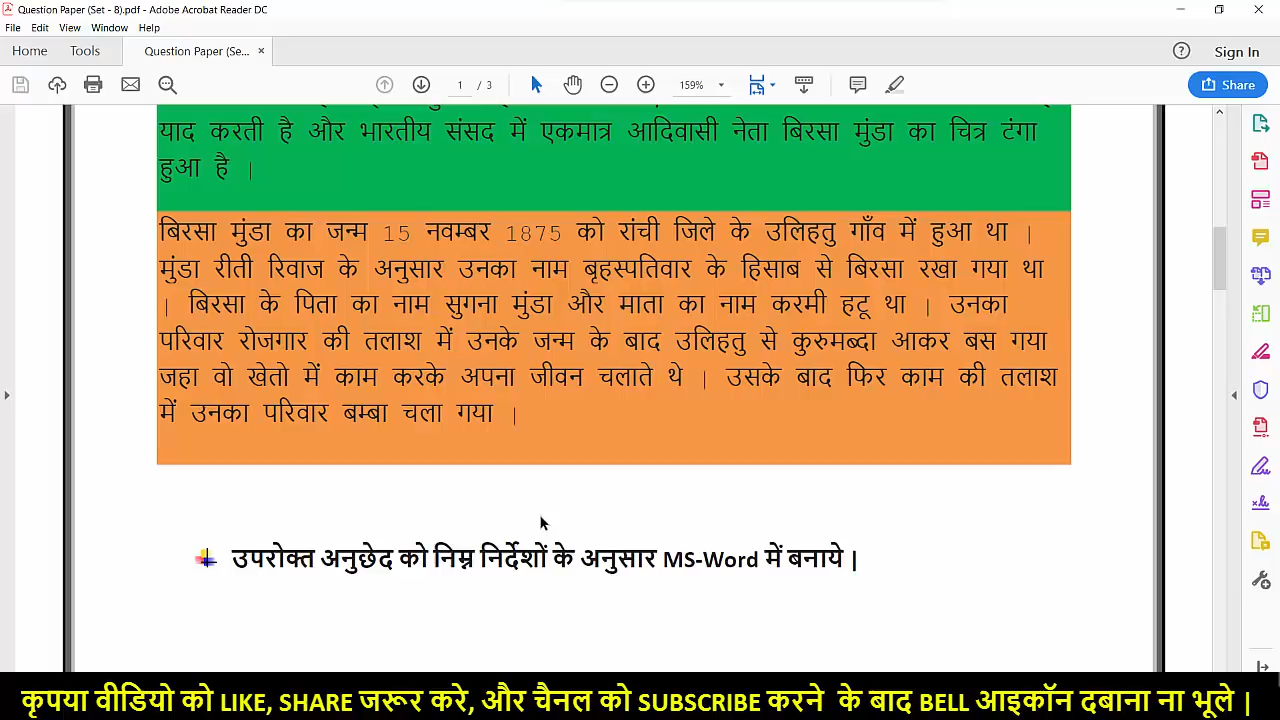 Question Paper (Set - 8).pdf - Adobe Acrobat Reader DC
File Edit View Window Help
Home Tools Question Paper (Se... × Sign In
1 / 3 159% Share
याद करती है और भारतीय संसद में एकमात्र आदिवासी नेता बिरसा मुंडा का चित्र टंगा
हुआ है |
बिरसा मुंडा का जन्म 15 नवम्बर 1875 को रांची जिले के उलिहतु गाँव में हुआ था |
मुंडा रीती रिवाज के अनुसार उनका नाम बृहस्पतिवार के हिसाब से बिरसा रखा गया था
| बिरसा के पिता का नाम सुगना मुंडा और माता का नाम करमी हटू था | उनका
परिवार रोजगार की तलाश में उनके जन्म के बाद उलिहतु से कुरुमब्दा आकर बस गया
जहा वो खेतो में काम करके अपना जीवन चलाते थे | उसके बाद फिर काम की तलाश
में उनका परिवार बम्बा चला गया |
उपरोक्त अनुछेद को निम्न निर्देशों के अनुसार MS-Word में बनाये |
कृपया वीडियो को LIKE, SHARE जरूर करे, और चैनल को SUBSCRIBE करने के बाद BELL आइकॉन दबाना ना भूले |